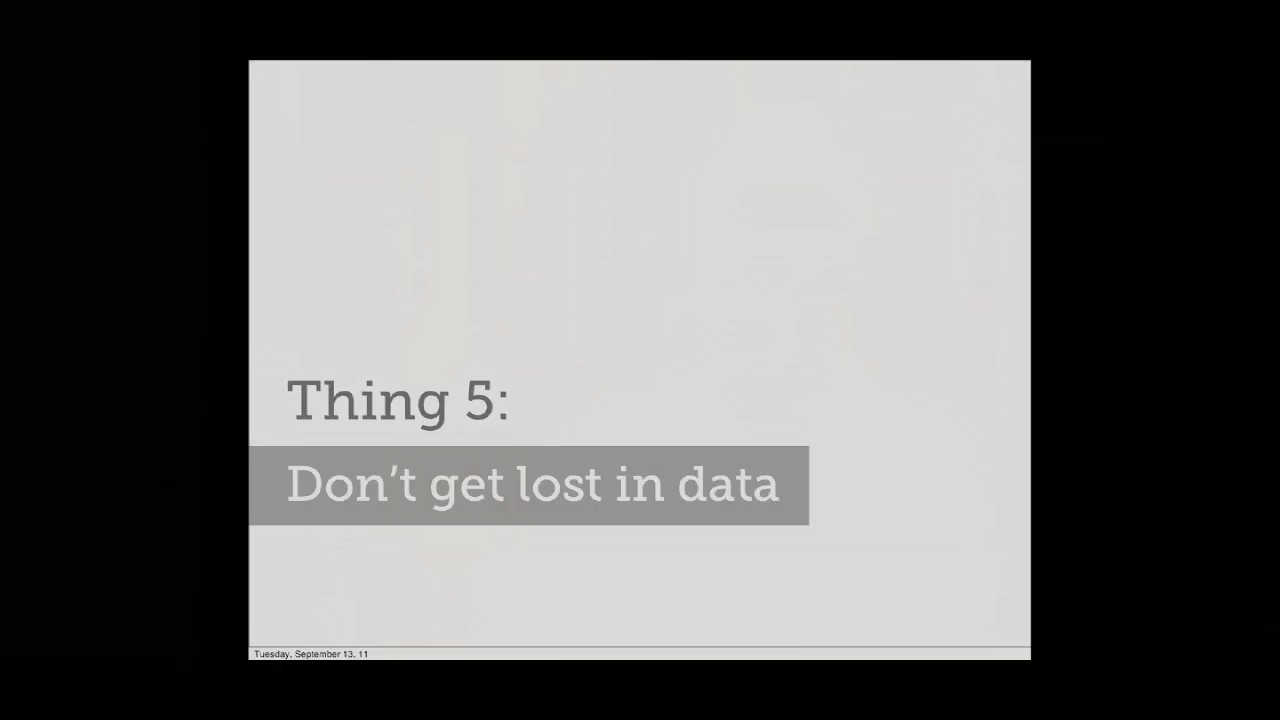 Thing 5:
Don't get lost in data
Tuesday, September 13, 11